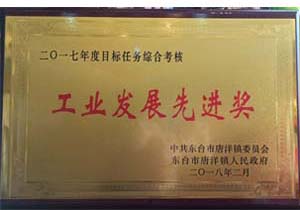 二〇一七年度目标任务综合考核
工业发展先进奖
中共东台市唐洋镇委员会
东台市唐洋镇人民政府
二〇一八年二月